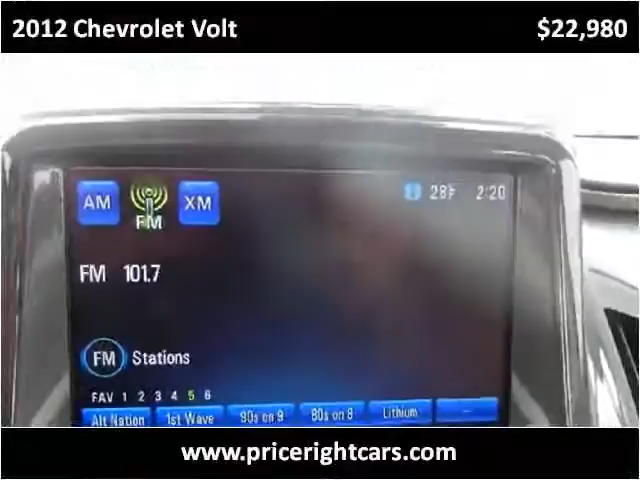 2012 Chevrolet Volt $22,980
AM FM XM 28°F 2:20
FM 101.7
FM Stations
FAV 1 2 3 4 5 6
Alt Nation 1st Wave 90s on 9 80s on 8 Lithium
www.pricerightcars.com